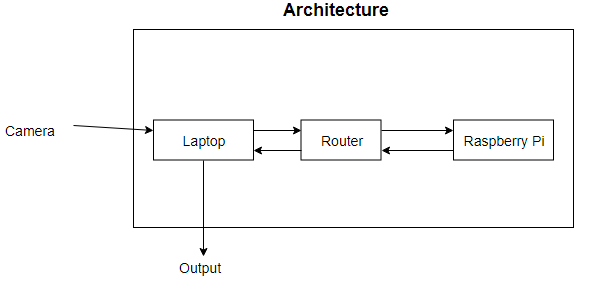 Architecture
Camera
Laptop
Router
Raspberry Pi
Output